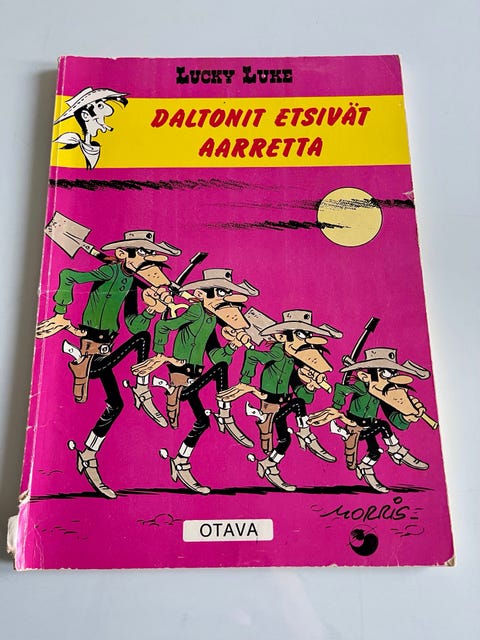 LUCKY LUKE
DALTONIT ETSIVÄT
AARRETTA
MORRIS
OTAVA